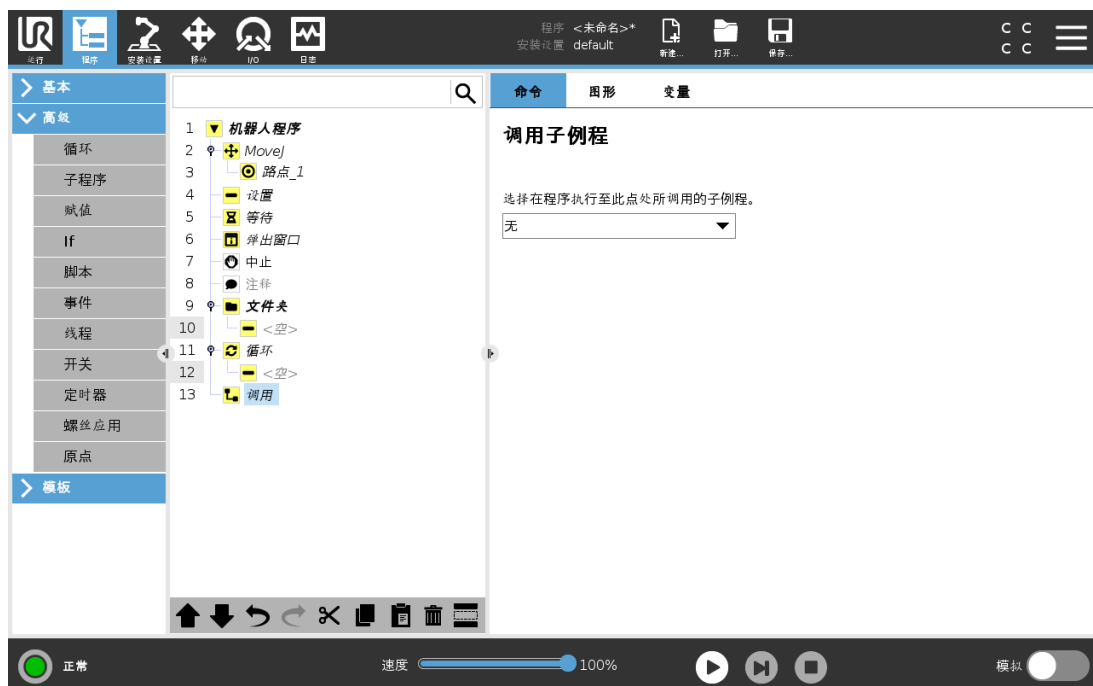 UR
运行
程序
安装设置
移动
I/O
日志
程序 <未命名>*
安装设置 default
新建...
打开...
保存...
C C
C C
基本
高级
循环
子程序
赋值
If
脚本
事件
线程
开关
定时器
螺丝应用
原点
模板
1 机器人程序
2 MoveJ
3 路点_1
4 设置
5 等待
6 弹出窗口
7 中止
8 注释
9 文件夹
10 <空>
11 循环
12 <空>
13 调用
命令 图形 变量
调用子例程
选择在程序执行至此点处所调用的子例程。
无
正常
速度 100%
模拟